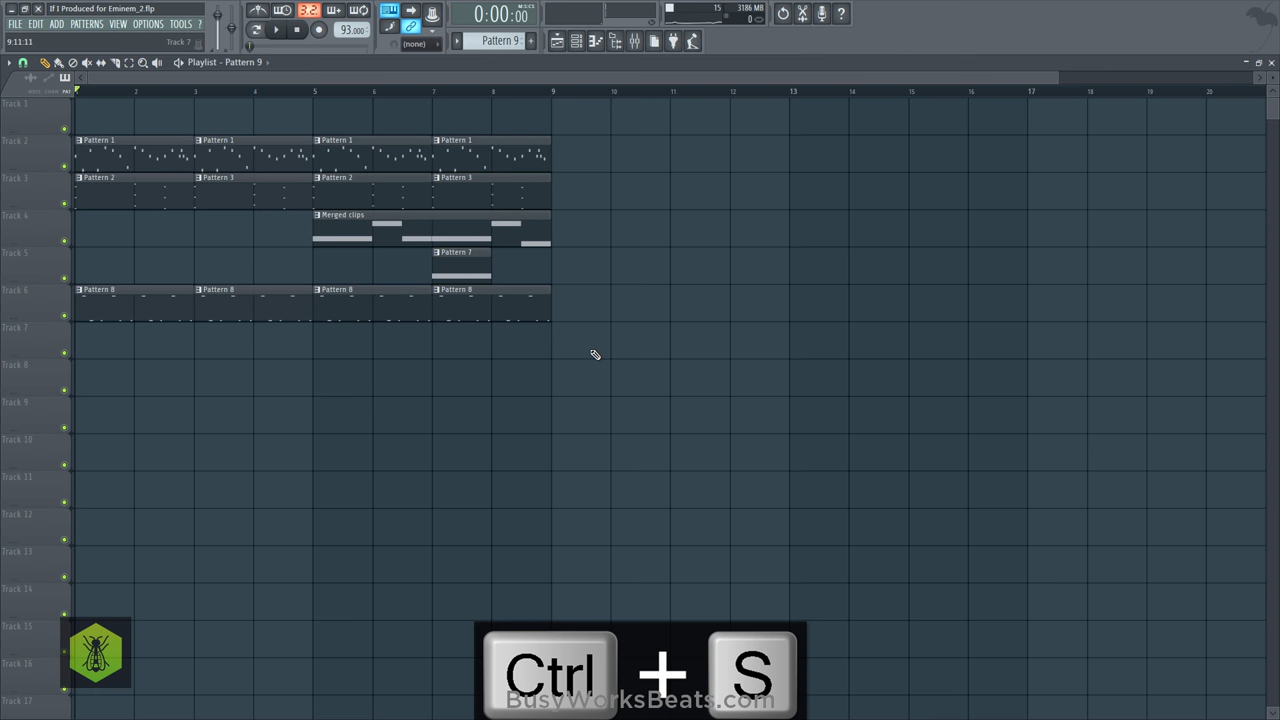 If I Produced for Eminem_2.flp
FILE EDIT ADD PATTERNS VIEW OPTIONS TOOLS ?
9:11:11 Track 7
3.2.
93.000
(none)
0:00:00
M:S:CS
Pattern 9
15 3186 MB
0
Playlist - Pattern 9
2 3 4 5 6 7 8 9 10 11 12 13 14 15 16 17 18 19 20
Track 1
Track 2
Pattern 1 Pattern 1 Pattern 1 Pattern 1
Track 3
Pattern 2 Pattern 3 Pattern 2 Pattern 3
Track 4
Merged clips
Track 5
Pattern 7
Track 6
Pattern 8 Pattern 8 Pattern 8 Pattern 8
Track 7
Track 8
Track 9
Track 10
Track 11
Track 12
Track 13
Track 14
Track 15
Track 16
Track 17
Ctrl + S
BusyWorksBeats.com